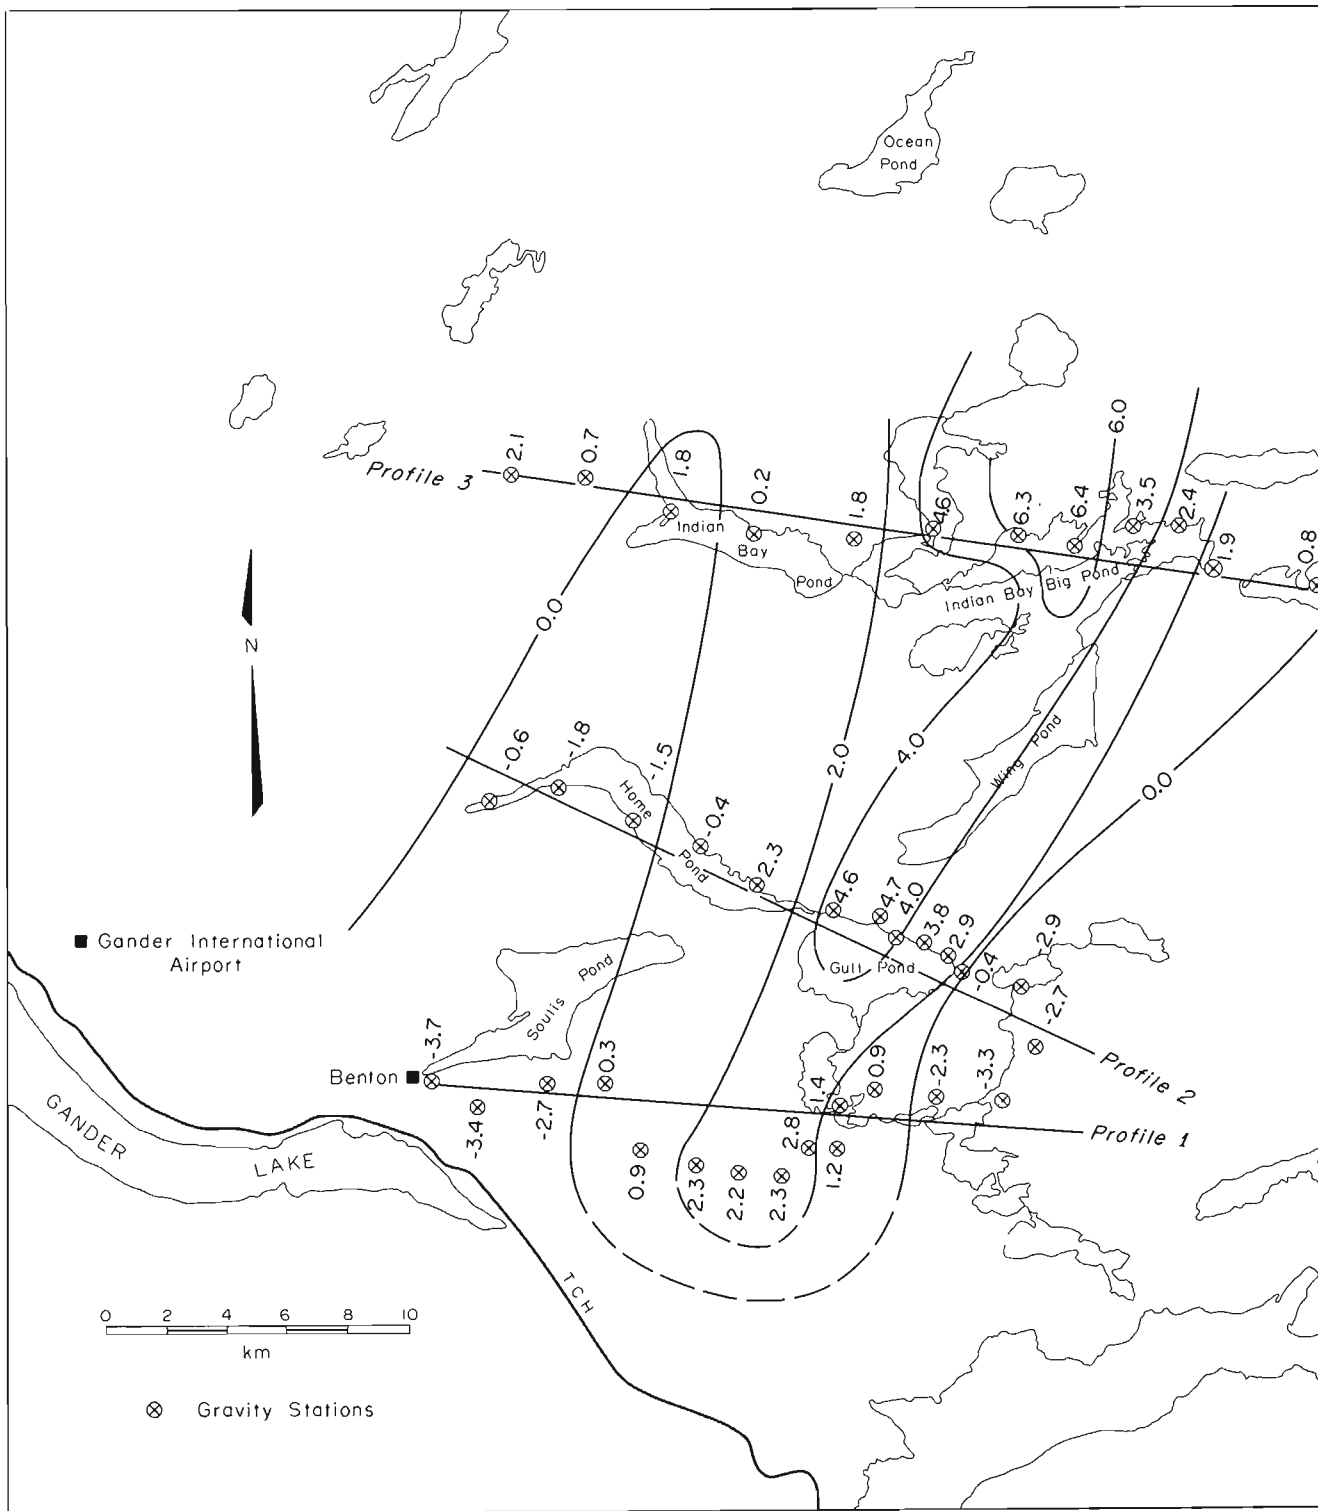 Ocean
Pond
Profile 3
2.1
0.7
1.8
0.2
1.8
4.6
6.3
6.4
6.0
3.5
2.4
1.9
0.8
Indian
Bay
Pond
Indian Bay Big Pond
0.0
N
-0.6
-1.8
-1.5
-0.4
2.3
4.6
4.7
4.0
3.8
2.9
-0.4
-2.9
-2.7
2.0
4.0
0.0
Wing Pond
Home
Pond
Gull Pond
Gander International
Airport
Soulis Pond
Benton
-3.7
-3.4
-2.7
0.3
0.9
2.3
2.2
2.3
2.8
1.2
1.4
0.9
-2.3
-3.3
Profile 2
Profile 1
GANDER
LAKE
TCH
0 2 4 6 8 10
km
Gravity Stations